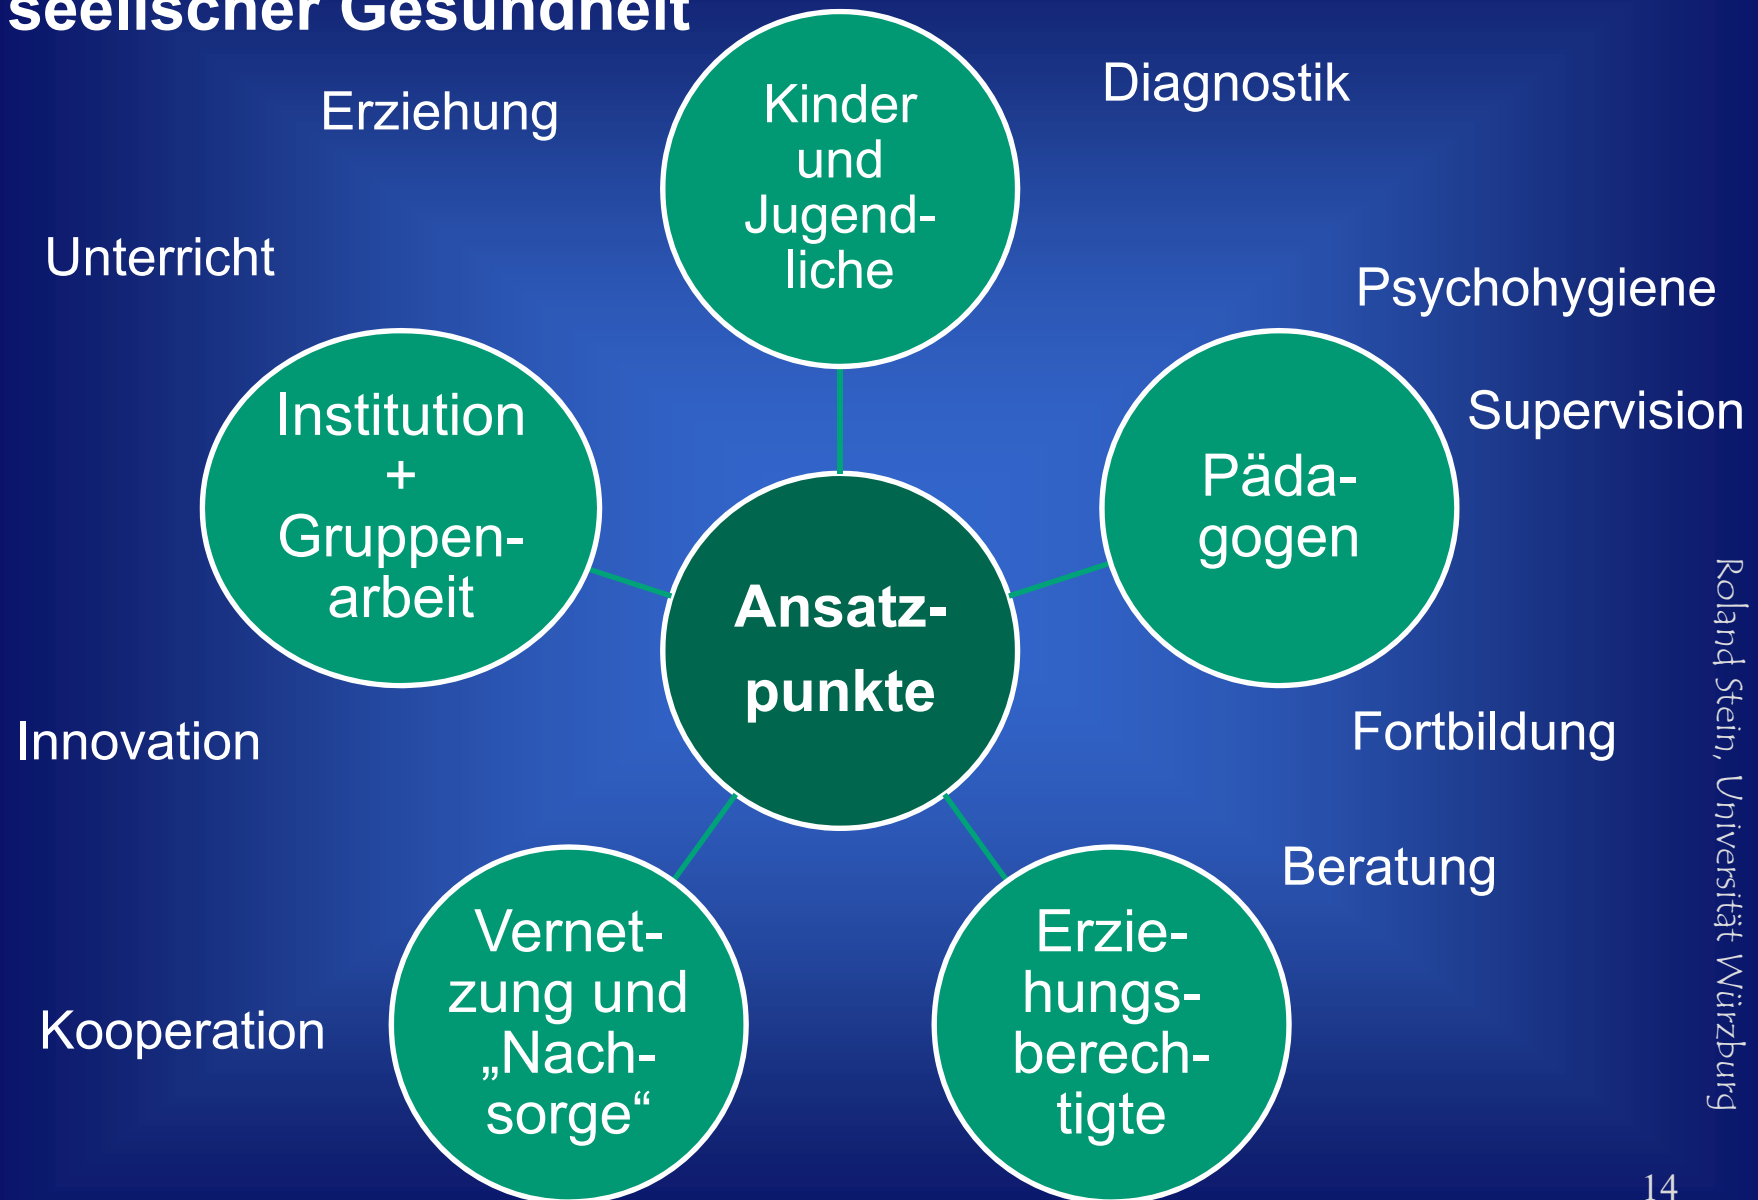 seelischer Gesundheit
Erziehung
Diagnostik
Kinder
und
Jugend-
liche
Unterricht
Psychohygiene
Institution
+
Gruppen-
arbeit
Supervision
Päda-
gogen
Ansatz-
punkte
Innovation
Fortbildung
Beratung
Vernet-
zung und
„Nach-
sorge“
Erzie-
hungs-
berech-
tigte
Kooperation
Roland Stein, Universität Würzburg
14